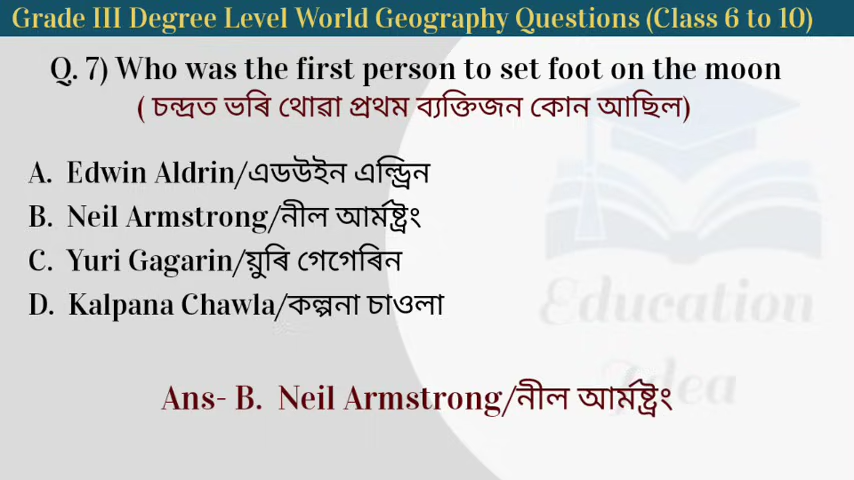 Grade III Degree Level World Geography Questions (Class 6 to 10)
Q. 7) Who was the first person to set foot on the moon
( চন্দ্ৰত ভৰি থোৱা প্ৰথম ব্যক্তিজন কোন আছিল)
A. Edwin Aldrin/এডউইন এল্ড্ৰিন
B. Neil Armstrong/নীল আৰ্মষ্ট্ৰং
C. Yuri Gagarin/য়ুৰি গেগেৰিন
D. Kalpana Chawla/কল্পনা চাওলা
Education
Idea
Ans- B. Neil Armstrong/নীল আৰ্মষ্ট্ৰং